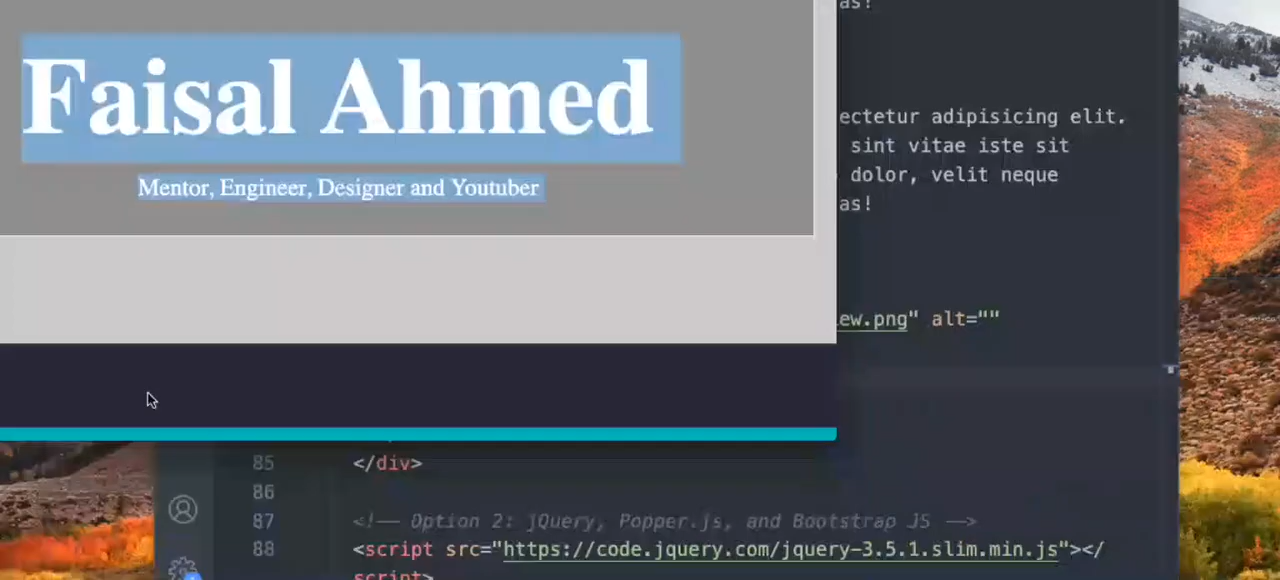 as!
Faisal Ahmed
Mentor, Engineer, Designer and Youtuber
ectetur adipisicing elit.
sint vitae iste sit
dolor, velit neque
as!
ew.png" alt=""
85 </div>
86
87 <!-- Option 2: jQuery, Popper.js, and Bootstrap JS -->
88 <script src="https://code.jquery.com/jquery-3.5.1.slim.min.js"></
script>